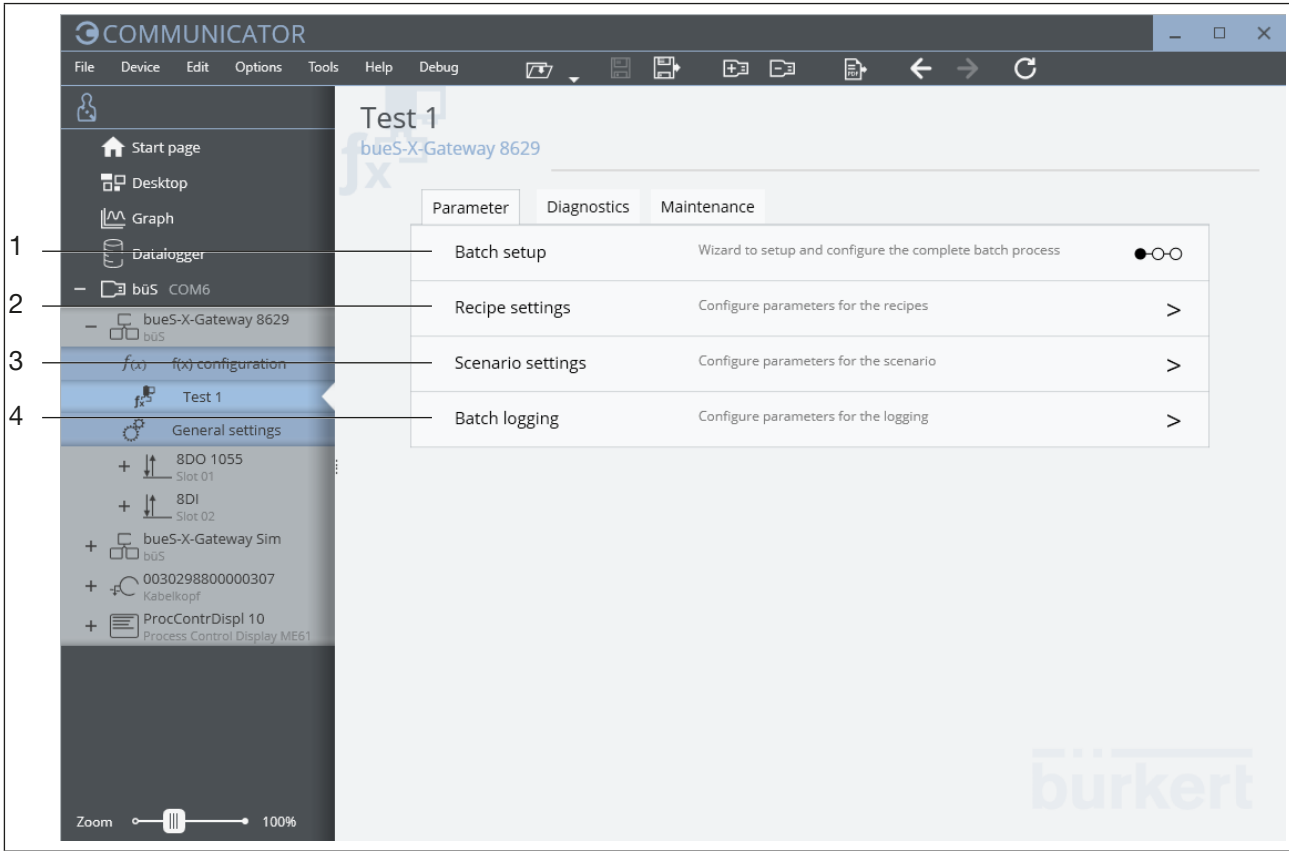 COMMUNICATOR
File Device Edit Options Tools Help Debug
PDF
Start page
Desktop
Graph
Datalogger
büS COM6
bueS-X-Gateway 8629
büS
f(x) f(x) configuration
fx Test 1
General settings
8DO 1055
Slot 01
8DI
Slot 02
bueS-X-Gateway Sim
büS
0030298800000307
Kabelkopf
ProcContrDispl 10
Process Control Display ME61
Zoom 100%
fx
Test 1
bueS-X-Gateway 8629
Parameter Diagnostics Maintenance
1 Batch setup Wizard to setup and configure the complete batch process
2 Recipe settings Configure parameters for the recipes >
3 Scenario settings Configure parameters for the scenario >
4 Batch logging Configure parameters for the logging >
bürkert